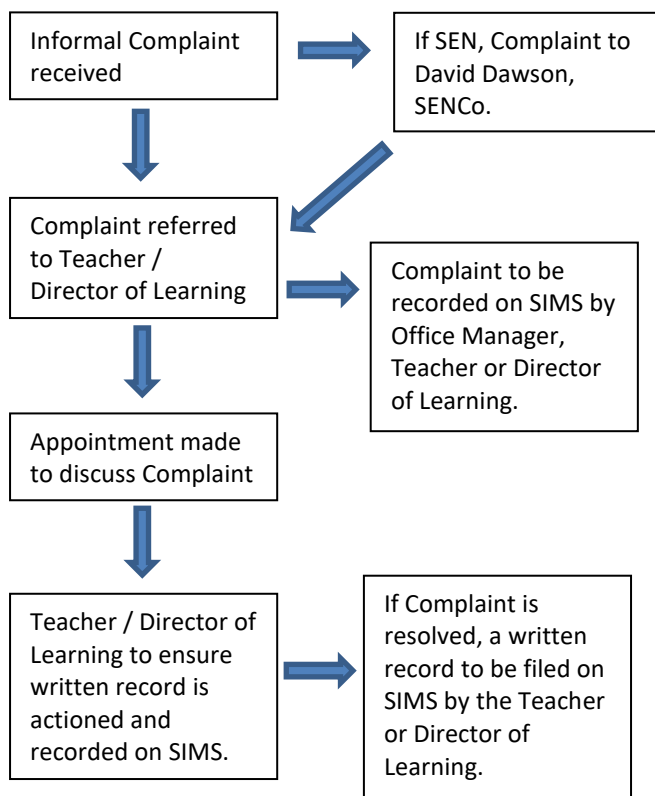 Informal Complaint
received
If SEN, Complaint to
David Dawson,
SENCo.
Complaint referred
to Teacher /
Director of Learning
Complaint to be
recorded on SIMS by
Office Manager,
Teacher or Director
of Learning.
Appointment made
to discuss Complaint
Teacher / Director of
Learning to ensure
written record is
actioned and
recorded on SIMS.
If Complaint is
resolved, a written
record to be filed on
SIMS by the Teacher
or Director of
Learning.